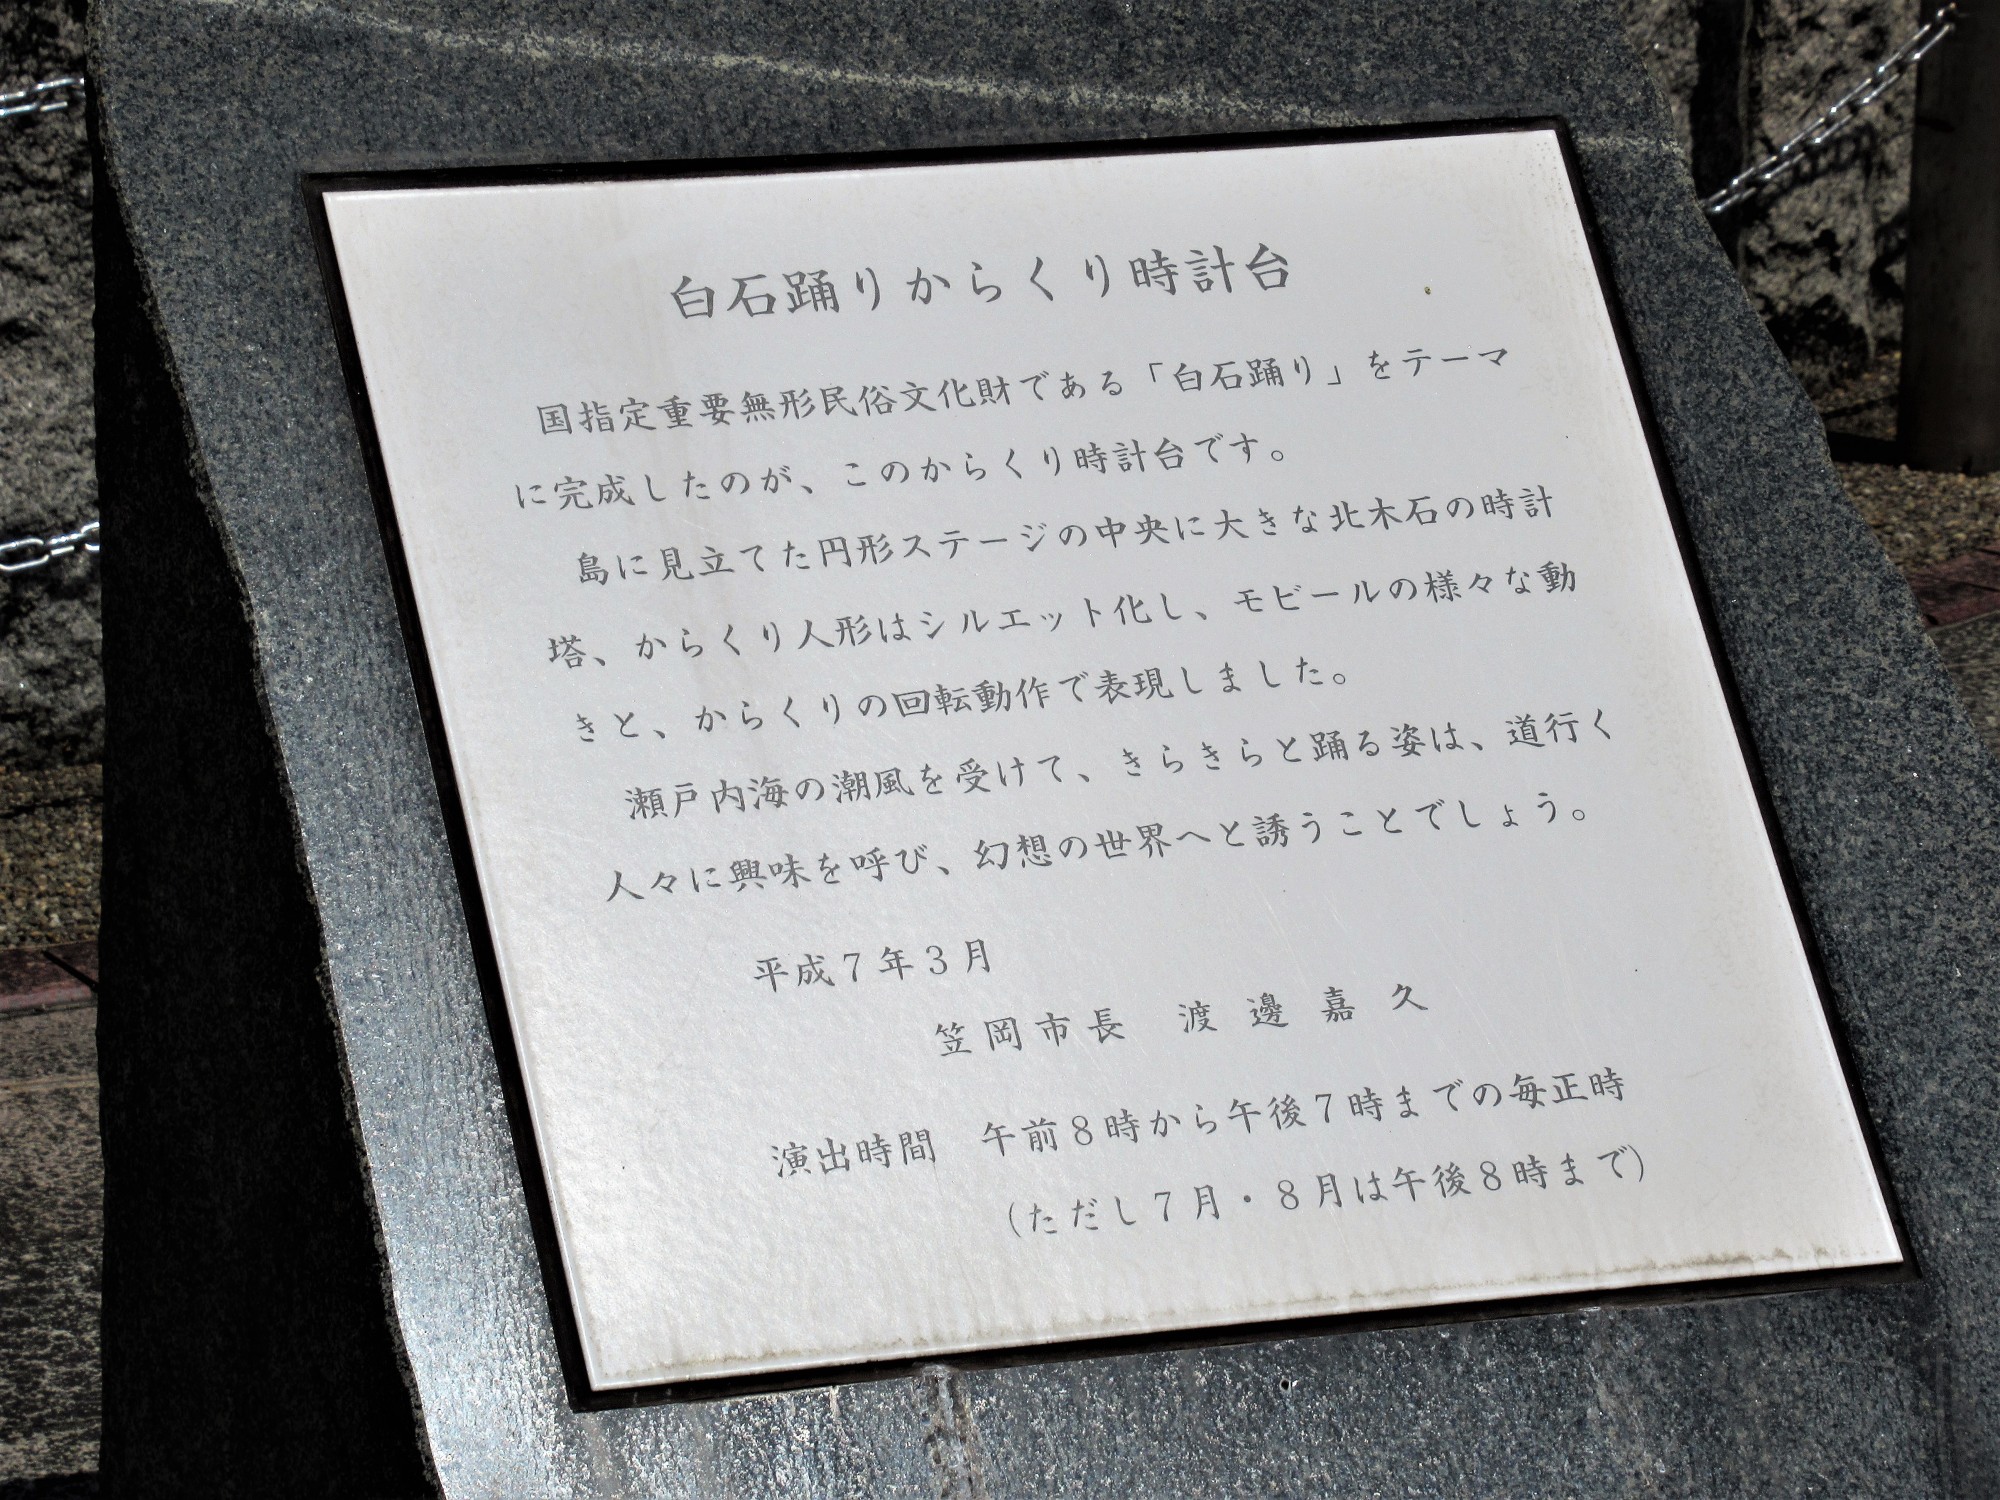 白石踊りからくり時計台
国指定重要無形民俗文化財である「白石踊り」をテーマ
に完成したのが、このからくり時計台です。
島に見立てた円形ステージの中央に大きな北木石の時計
塔、からくり人形はシルエット化し、モビールの様々な動
きと、からくりの回転動作で表現しました。
瀬戸内海の潮風を受けて、きらきらと踊る姿は、道行く
人々に興味を呼び、幻想の世界へと誘うことでしょう。
平成7年3月
笠岡市長　渡邊嘉久
演出時間　午前8時から午後7時までの毎正時
(ただし7月・8月は午後8時まで)